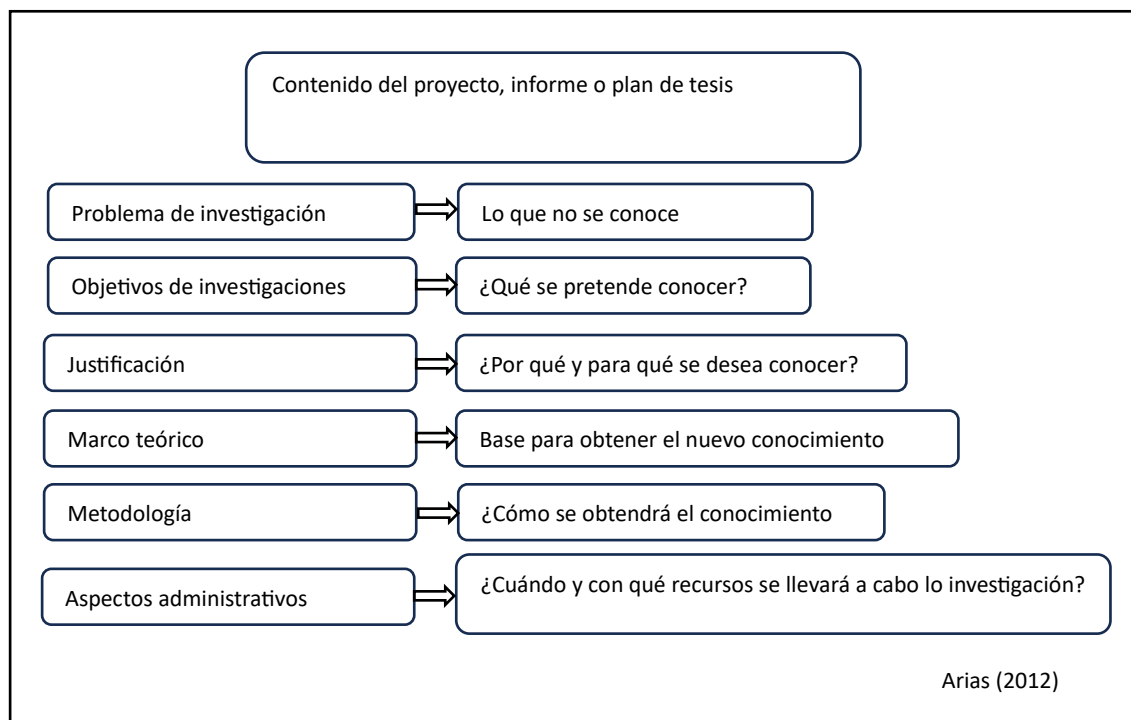 Contenido del proyecto, informe o plan de tesis
Problema de investigación
Lo que no se conoce
Objetivos de investigaciones
¿Qué se pretende conocer?
Justificación
¿Por qué y para qué se desea conocer?
Marco teórico
Base para obtener el nuevo conocimiento
Metodología
¿Cómo se obtendrá el conocimiento
Aspectos administrativos
¿Cuándo y con qué recursos se llevará a cabo lo investigación?
Arias (2012)